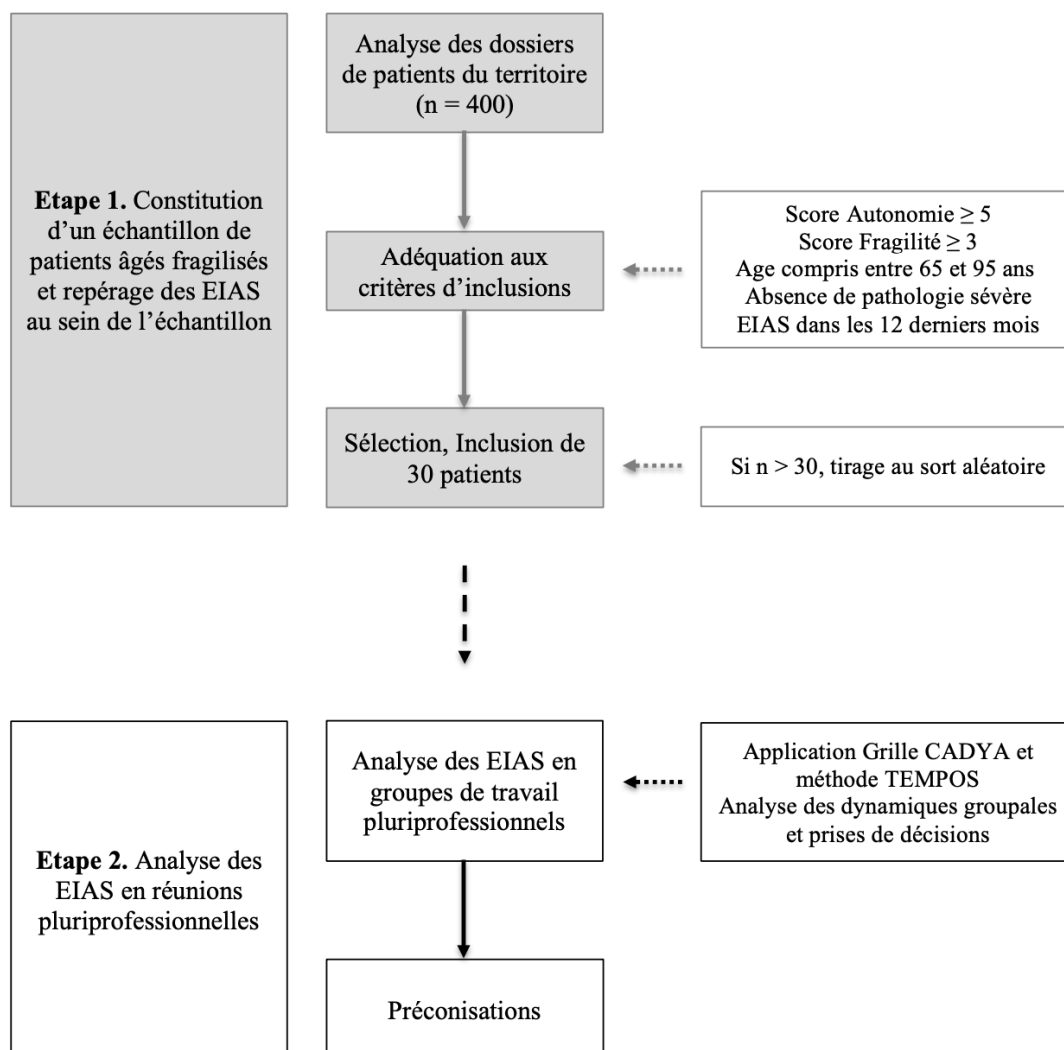 Analyse des dossiers
de patients du territoire
(n = 400)
Etape 1. Constitution
d’un échantillon de
patients âgés fragilisés
et repérage des EIAS
au sein de l’échantillon
Adéquation aux
critères d’inclusions
Score Autonomie ≥ 5
Score Fragilité ≥ 3
Age compris entre 65 et 95 ans
Absence de pathologie sévère
EIAS dans les 12 derniers mois
Sélection, Inclusion de
30 patients
Si n > 30, tirage au sort aléatoire
Etape 2. Analyse des
EIAS en réunions
pluriprofessionnelles
Analyse des EIAS en
groupes de travail
pluriprofessionnels
Application Grille CADYA et
méthode TEMPOS
Analyse des dynamiques groupales
et prises de décisions
Préconisations